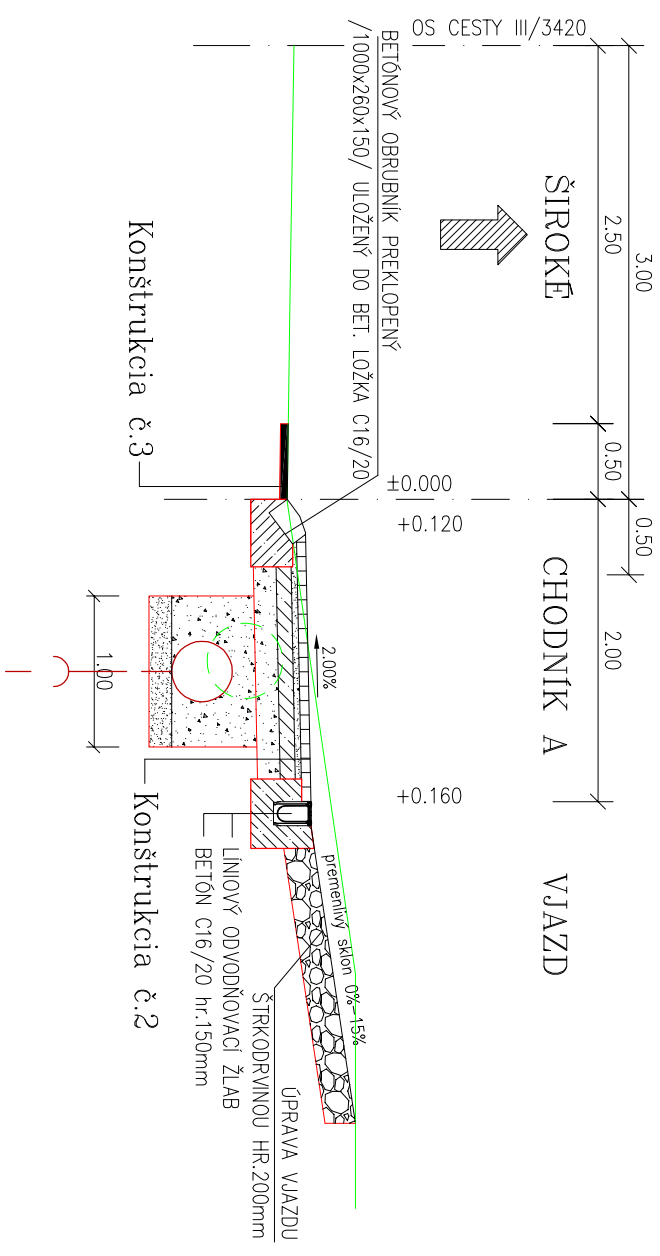 OS CESTY III/3420
3.00
2.50
0.50
0.50
2.00
ŠIROKÉ
CHODNÍK A
VJAZD
BETÓNOVÝ OBRUBNÍK PREKLOPENÝ
/1000x260x150/ ULOŽENÝ DO BET. LOŽKA C16/20
±0.000
+0.120
+0.160
2.00%
premenlivý sklon 0%-15%
Konštrukcia č.3
1.00
Konštrukcia č.2
LÍNIOVÝ ODVODŇOVACÍ ŽLAB
BETÓN C16/20 hr.150mm
ÚPRAVA VJAZDU
ŠTRKODRVINOU HR.200mm